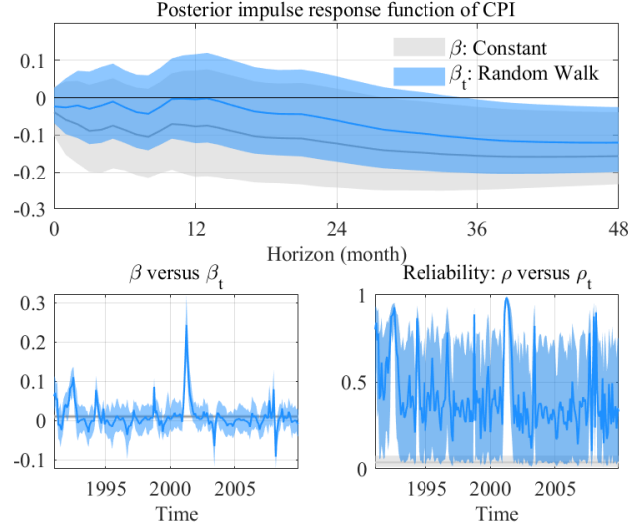 Posterior impulse response function of CPI
0.1
0
-0.1
-0.2
-0.3
β: Constant
βt: Random Walk
0 12 24 36 48
Horizon (month)
β versus βt
0.3
0.2
0.1
0
-0.1
1995 2000 2005
Time
Reliability: ρ versus ρt
1
0.5
0
1995 2000 2005
Time